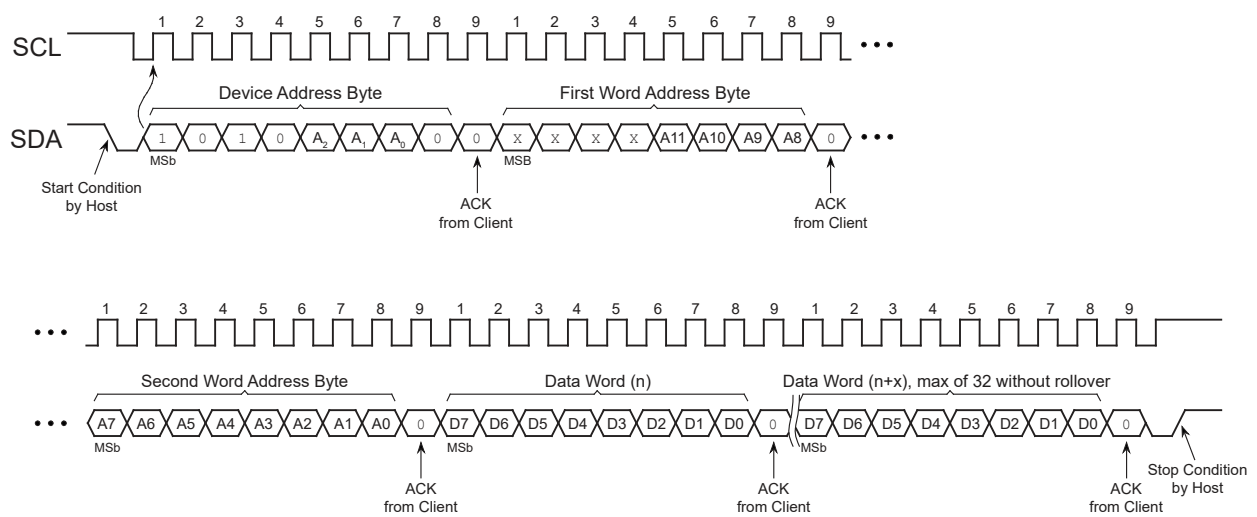 1 2 3 4 5 6 7 8 9 1 2 3 4 5 6 7 8 9
SCL
Device Address Byte First Word Address Byte
SDA 1 0 1 0 A2 A1 A0 0 0 X X X X A11 A10 A9 A8 0
MSb MSB
Start Condition
by Host
ACK
from Client
ACK
from Client
1 2 3 4 5 6 7 8 9 1 2 3 4 5 6 7 8 9 1 2 3 4 5 6 7 8 9
Second Word Address Byte Data Word (n) Data Word (n+x), max of 32 without rollover
A7 A6 A5 A4 A3 A2 A1 A0 0 D7 D6 D5 D4 D3 D2 D1 D0 0 D7 D6 D5 D4 D3 D2 D1 D0 0
MSb MSb MSb
ACK
from Client
ACK
from Client
ACK
from Client
Stop Condition
by Host